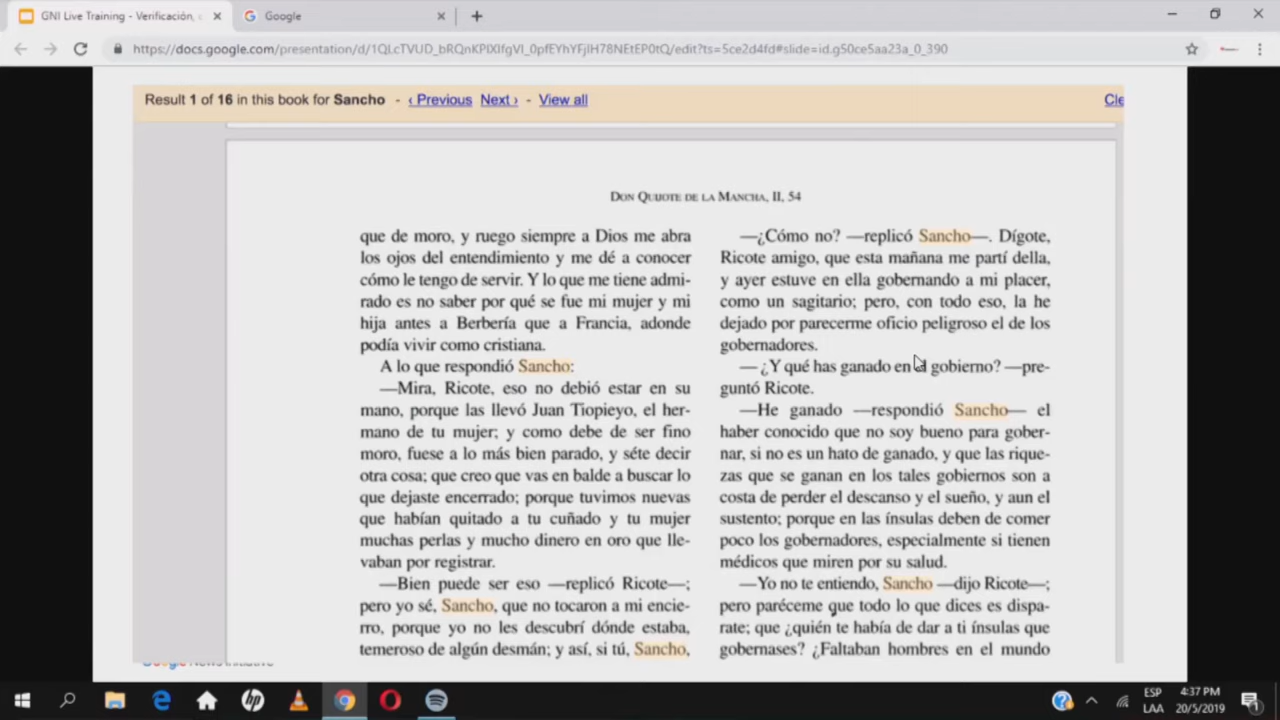 GNI Live Training - Verificación,
Google
https://docs.google.com/presentation/d/1QLcTVUD_bRQnKPlXlfgVl_0pfEYhYFjlH78NEtEP0tQ/edit?ts=5ce2d4fd#slide=id.g50ce5aa23a_0_390
Result 1 of 16 in this book for Sancho - ‹ Previous Next › - View all
Cle
DON QUIJOTE DE LA MANCHA, II, 54
que de moro, y ruego siempre a Dios me abra
los ojos del entendimiento y me dé a conocer
cómo le tengo de servir. Y lo que me tiene admi-
rado es no saber por qué se fue mi mujer y mi
hija antes a Berbería que a Francia, adonde
podía vivir como cristiana.
A lo que respondió Sancho:
—Mira, Ricote, eso no debió estar en su
mano, porque las llevó Juan Tiopieyo, el her-
mano de tu mujer; y como debe de ser fino
moro, fuese a lo más bien parado, y séte decir
otra cosa; que creo que vas en balde a buscar lo
que dejaste encerrado; porque tuvimos nuevas
que habían quitado a tu cuñado y tu mujer
muchas perlas y mucho dinero en oro que lle-
vaban por registrar.
—Bien puede ser eso —replicó Ricote—;
pero yo sé, Sancho, que no tocaron a mi encie-
rro, porque yo no les descubrí dónde estaba,
temeroso de algún desmán; y así, si tú, Sancho,
—¿Cómo no? —replicó Sancho—. Dígote,
Ricote amigo, que esta mañana me partí della,
y ayer estuve en ella gobernando a mi placer,
como un sagitario; pero, con todo eso, la he
dejado por parecerme oficio peligroso el de los
gobernadores.
— ¿Y qué has ganado en el gobierno? —pre-
guntó Ricote.
—He ganado —respondió Sancho— el
haber conocido que no soy bueno para gober-
nar, si no es un hato de ganado, y que las rique-
zas que se ganan en los tales gobiernos son a
costa de perder el descanso y el sueño, y aun el
sustento; porque en las ínsulas deben de comer
poco los gobernadores, especialmente si tienen
médicos que miren por su salud.
—Yo no te entiendo, Sancho —dijo Ricote—;
pero paréceme que todo lo que dices es dispa-
rate; que ¿quién te había de dar a ti ínsulas que
gobernases? ¿Faltaban hombres en el mundo
Google News Initiative
hp
ESP
LAA
4:37 PM
20/5/2019
1